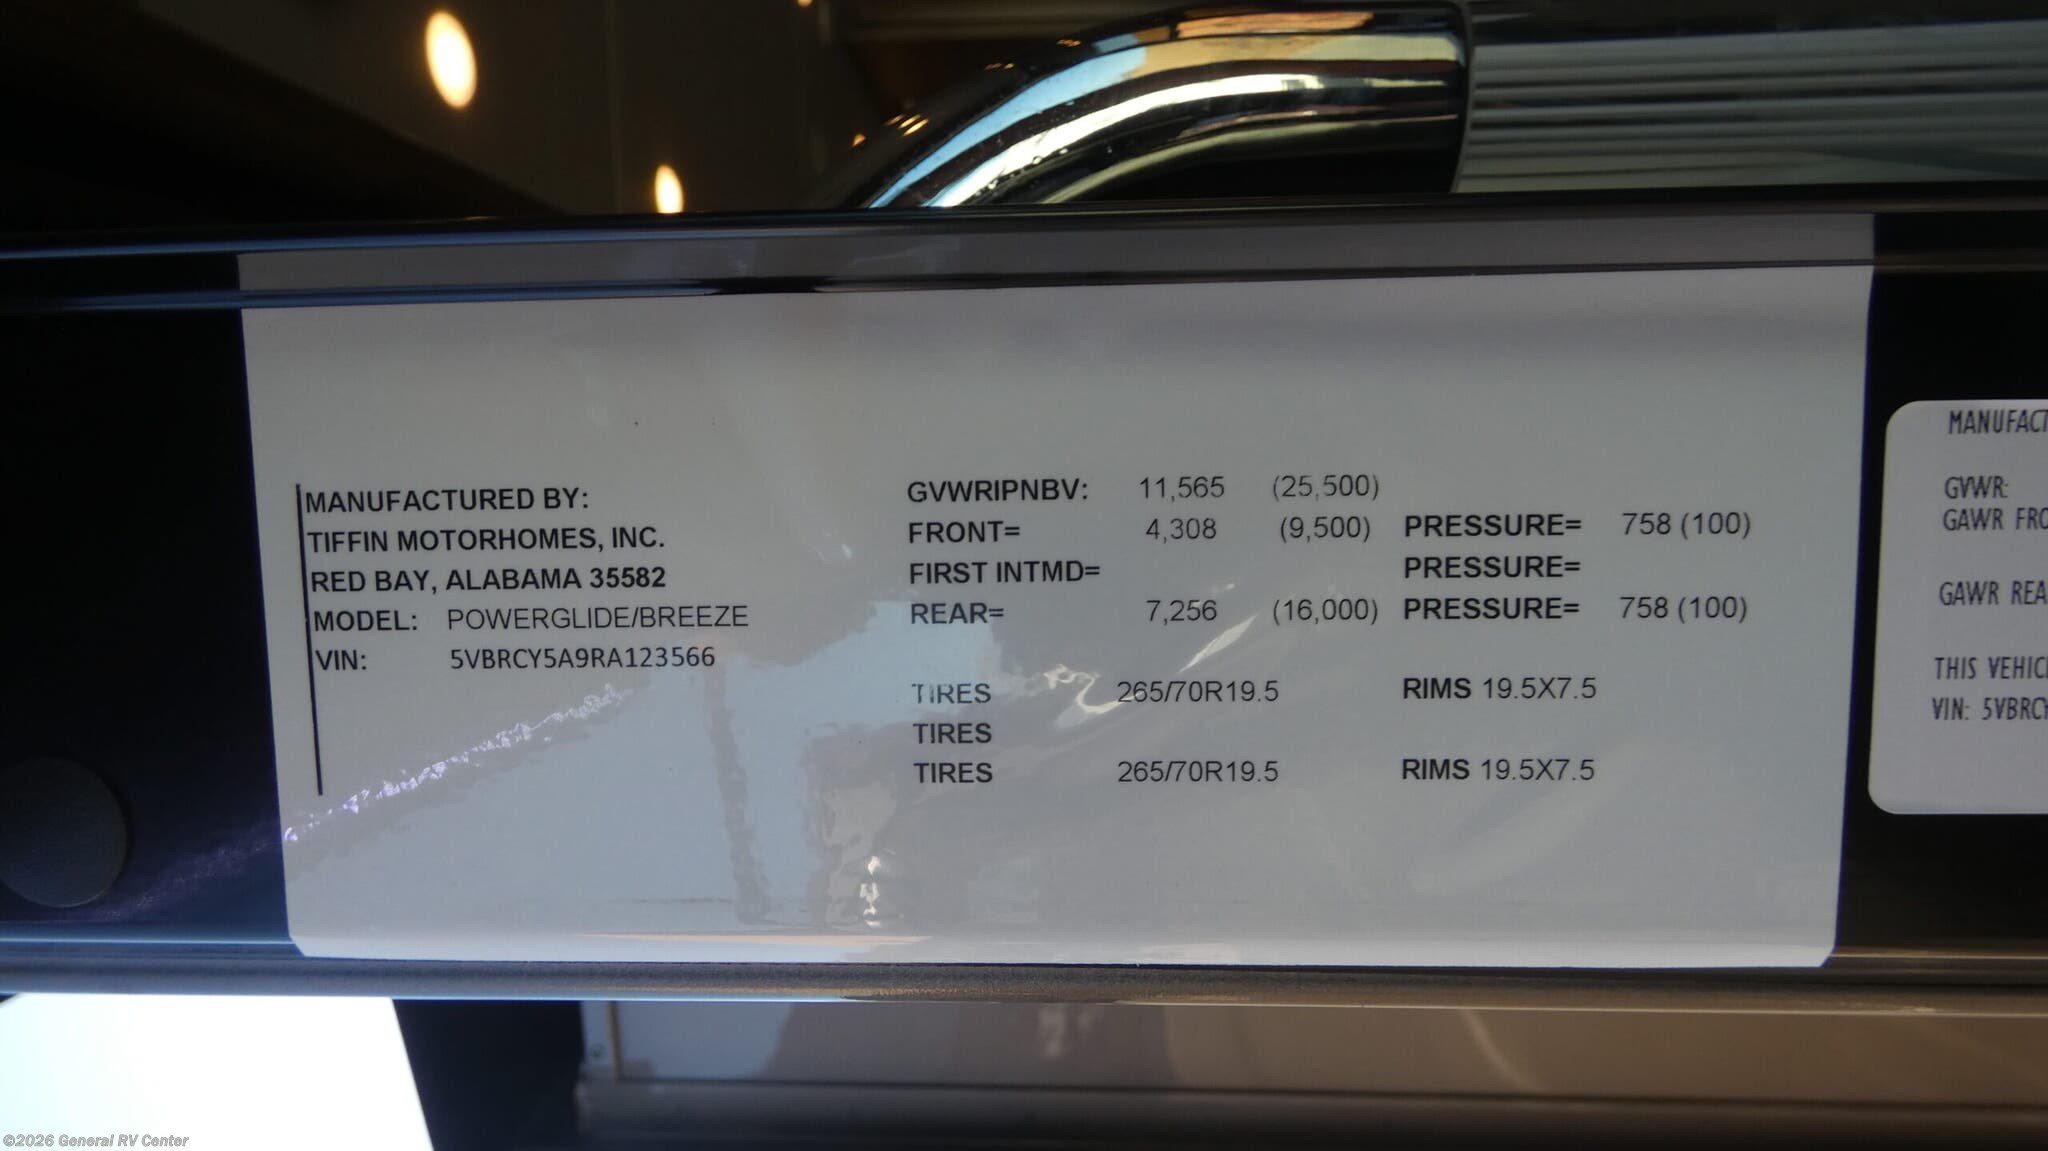 MANUFACTURED BY:
TIFFIN MOTORHOMES, INC.
RED BAY, ALABAMA 35582
MODEL: POWERGLIDE/BREEZE
VIN: 5VBRCY5A9RA123566
GVWRIPNBV: 11,565 (25,500)
FRONT= 4,308 (9,500) PRESSURE= 758 (100)
FIRST INTMD= PRESSURE=
REAR= 7,256 (16,000) PRESSURE= 758 (100)
TIRES 265/70R19.5 RIMS 19.5X7.5
TIRES
TIRES 265/70R19.5 RIMS 19.5X7.5
MANUFACT
GVWR:
GAWR FRO
GAWR REA
THIS VEHIC
VIN: 5VBRCY
©2026 General RV Center